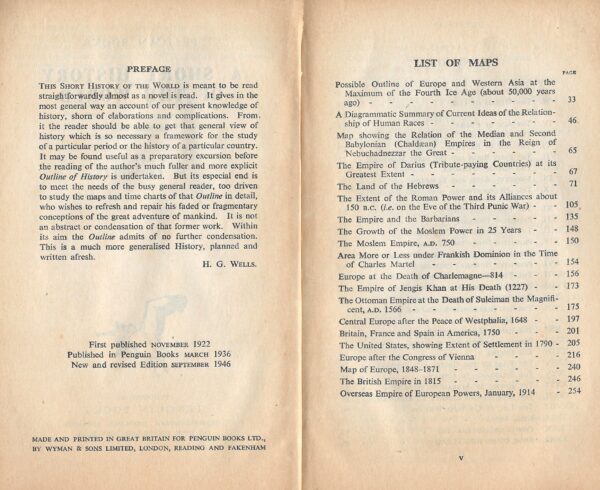 PREFACE
THIS SHORT HISTORY OF THE WORLD is meant to be read
straightforwardly almost as a novel is read. It gives in the
most general way an account of our present knowledge of
history, shorn of elaborations and complications. From
it the reader should be able to get that general view of
history which is so necessary a framework for the study
of a particular period or the history of a particular country.
It may be found useful as a preparatory excursion before
the reading of the author's much fuller and more explicit
Outline of History is undertaken. But its especial end is
to meet the needs of the busy general reader, too driven
to study the maps and time charts of that Outline in detail,
who wishes to refresh and repair his faded or fragmentary
conceptions of the great adventure of mankind. It is not
an abstract or condensation of that former work. Within
its aim the Outline admits of no further condensation.
This is a much more generalised History, planned and
written afresh.
H. G. WELLS.
First published NOVEMBER 1922
Published in Penguin Books MARCH 1936
New and revised Edition SEPTEMBER 1946
MADE AND PRINTED IN GREAT BRITAIN FOR PENGUIN BOOKS LTD.,
BY WYMAN & SONS LIMITED, LONDON, READING AND FAKENHAM
LIST OF MAPS
PAGE
Possible Outline of Europe and Western Asia at the
Maximum of the Fourth Ice Age (about 50,000 years
ago) - - - - - - - 33
A Diagrammatic Summary of Current Ideas of the Relation-
ship of Human Races - - - - - 46
Map showing the Relation of the Median and Second
Babylonian (Chaldæan) Empires in the Reign of
Nebuchadnezzar the Great - - - - 65
The Empire of Darius (Tribute-paying Countries) at its
Greatest Extent - - - - - - 67
The Land of the Hebrews - - - - - 71
The Extent of the Roman Power and its Alliances about
150 B.C. (i.e. on the Eve of the Third Punic War) - - 105
The Empire and the Barbarians - - - - 135
The Growth of the Moslem Power in 25 Years - - 148
The Moslem Empire, A.D. 750 - - - - - 150
Area More or Less under Frankish Dominion in the Time
of Charles Martel - - - - - - 154
Europe at the Death of Charlemagne—814 - - - 156
The Empire of Jengis Khan at His Death (1227) - - 173
The Ottoman Empire at the Death of Suleiman the Magnifi-
cent, A.D. 1566 - - - - - - 175
Central Europe after the Peace of Westphalia, 1648 - - 197
Britain, France and Spain in America, 1750 - - - 201
The United States, showing Extent of Settlement in 1790 - 205
Europe after the Congress of Vienna - - - - 216
Map of Europe, 1848-1871 - - - - - 240
The British Empire in 1815 - - - - - 246
Overseas Empire of European Powers, January, 1914 - - 254
v